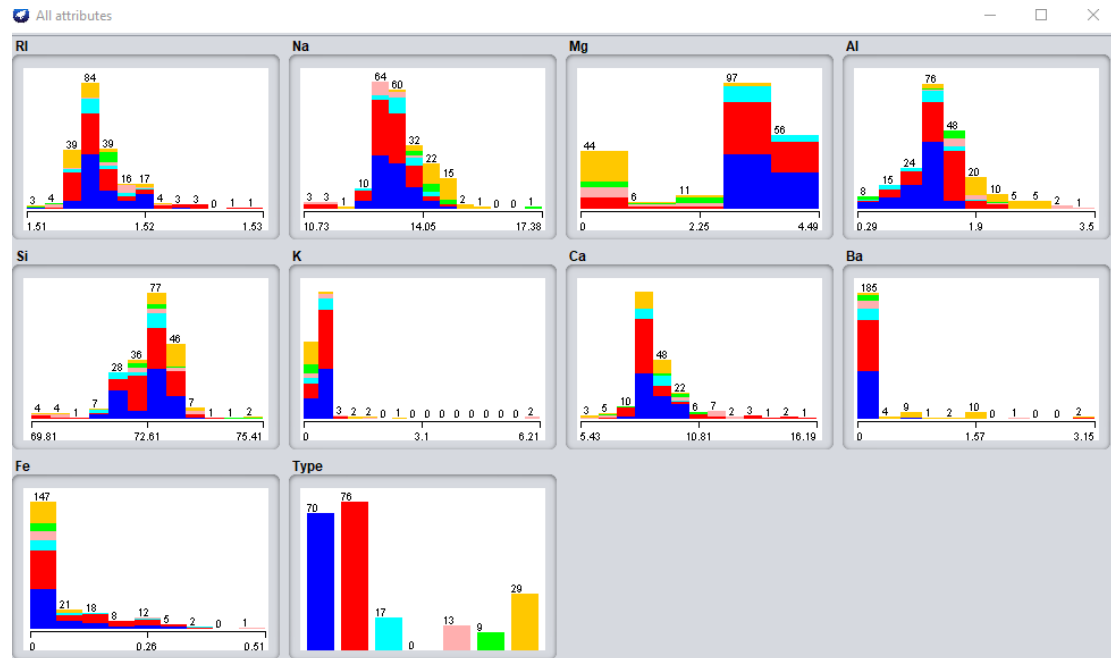 All attributes
RI
Na
Mg
Al
3 4 39 84 39 16 17 4 3 3 0 1 1
1.51 1.52 1.53
3 3 1 10 64 60 32 22 15 2 1 0 0 1
10.73 14.05 17.38
44 6 11 97 56
0 2.25 4.49
8 15 24 76 48 20 10 5 5 2 1
0.29 1.9 3.5
Si
K
Ca
Ba
4 4 1 7 28 36 77 46 7 1 1 2
69.81 72.61 75.41
3 2 2 0 1 0 0 0 0 0 0 0 0 2
0 3.1 6.21
3 5 10 48 22 6 7 2 3 1 2 1
5.43 10.81 16.19
185 4 9 1 2 10 0 1 0 0 2
0 1.57 3.15
Fe
Type
147 21 18 8 12 5 2 0 1
0 0.26 0.51
70 76 17 0 13 9 29